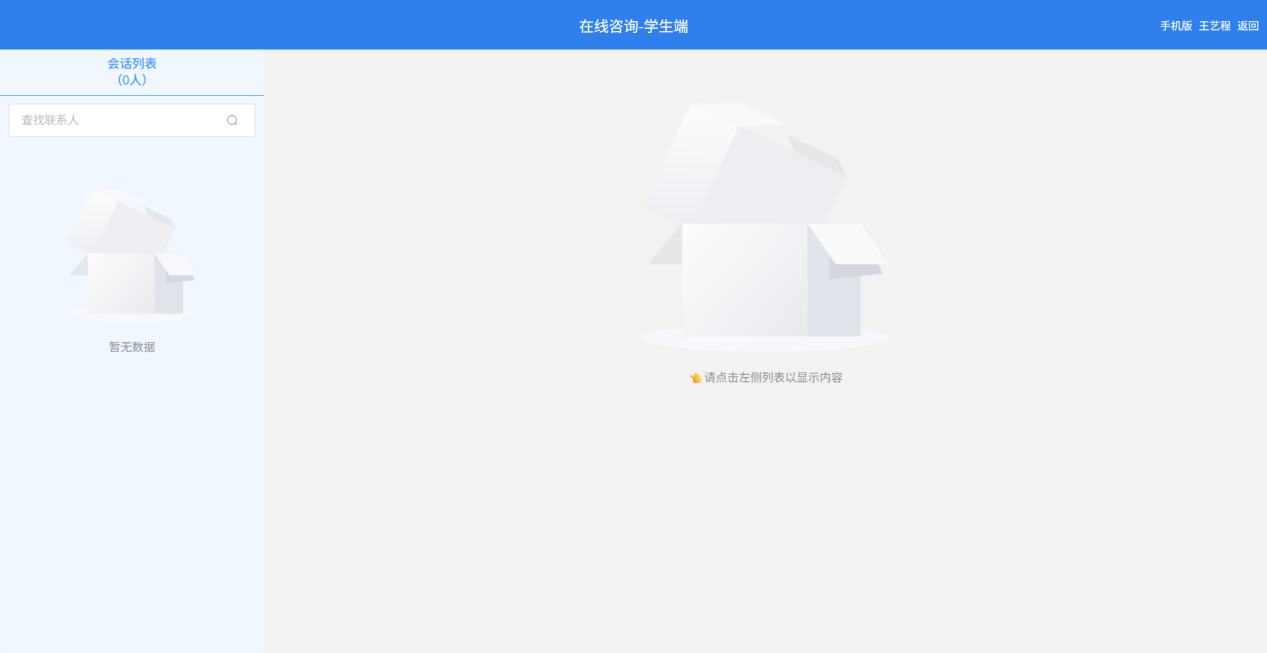 在线咨询-学生端
手机版 王艺程 返回
会话列表
（0人）
查找联系人
暂无数据
👈请点击左侧列表以显示内容